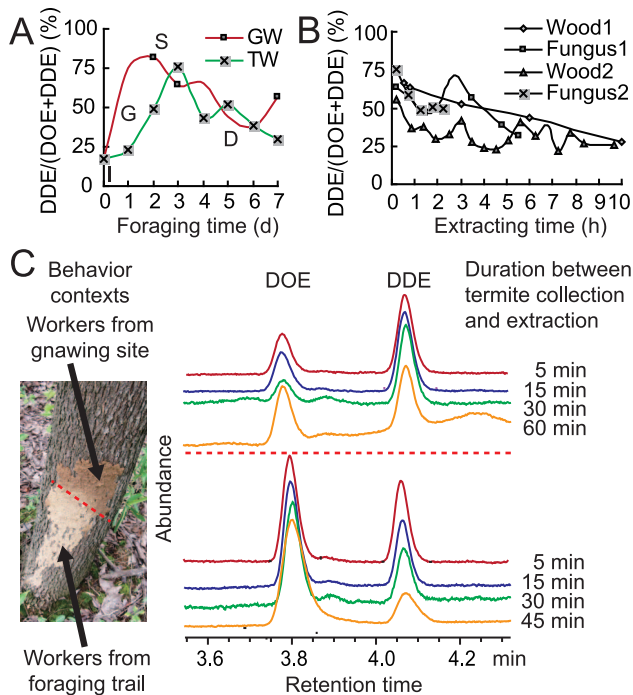 A
DDE/(DOE+DDE) (%)
100
75
50
25
0
0 1 2 3 4 5 6 7
Foraging time (d)
S
G
D
GW
TW
B
DDE/(DOE+DDE) (%)
100
75
50
25
0
0 1 2 3 4 5 6 7 8 9 10
Extracting time (h)
Wood1
Fungus1
Wood2
Fungus2
C
Behavior
contexts
Workers from
gnawing site
Workers from
foraging trail
DOE
DDE
Duration between
termite collection
and extraction
5 min
15 min
30 min
60 min
5 min
15 min
30 min
45 min
Abundance
3.6 3.8 4.0 4.2 min
Retention time